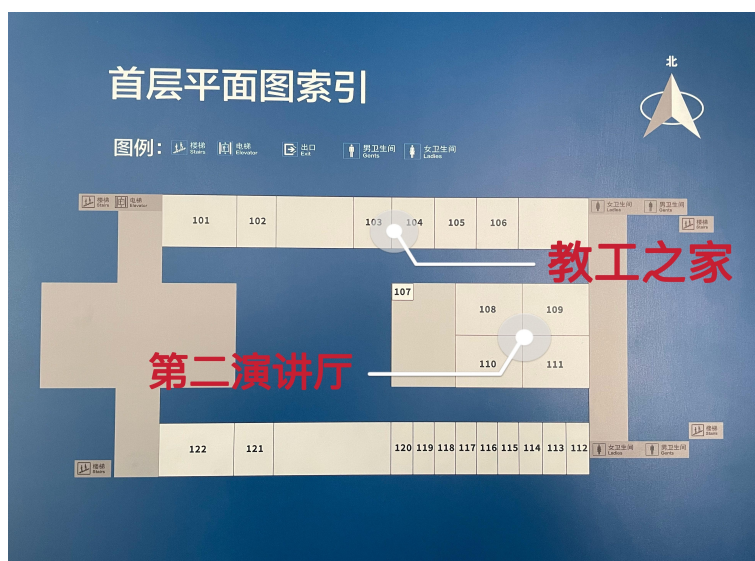 北
首层平面图索引
图例： 楼梯 Stairs 电梯 Elevator 出口 Exit 男卫生间 Gents 女卫生间 Ladies
楼梯 Stairs 电梯 Elevator 女卫生间 Ladies 男卫生间 Gents
101 102 103 104 105 106 楼梯 Stairs
教工之家
107
108 109
第二演讲厅 110 111
楼梯 Stairs
122 121 120 119 118 117 116 115 114 113 112 女卫生间 Ladies 男卫生间 Gents
楼梯 Stairs